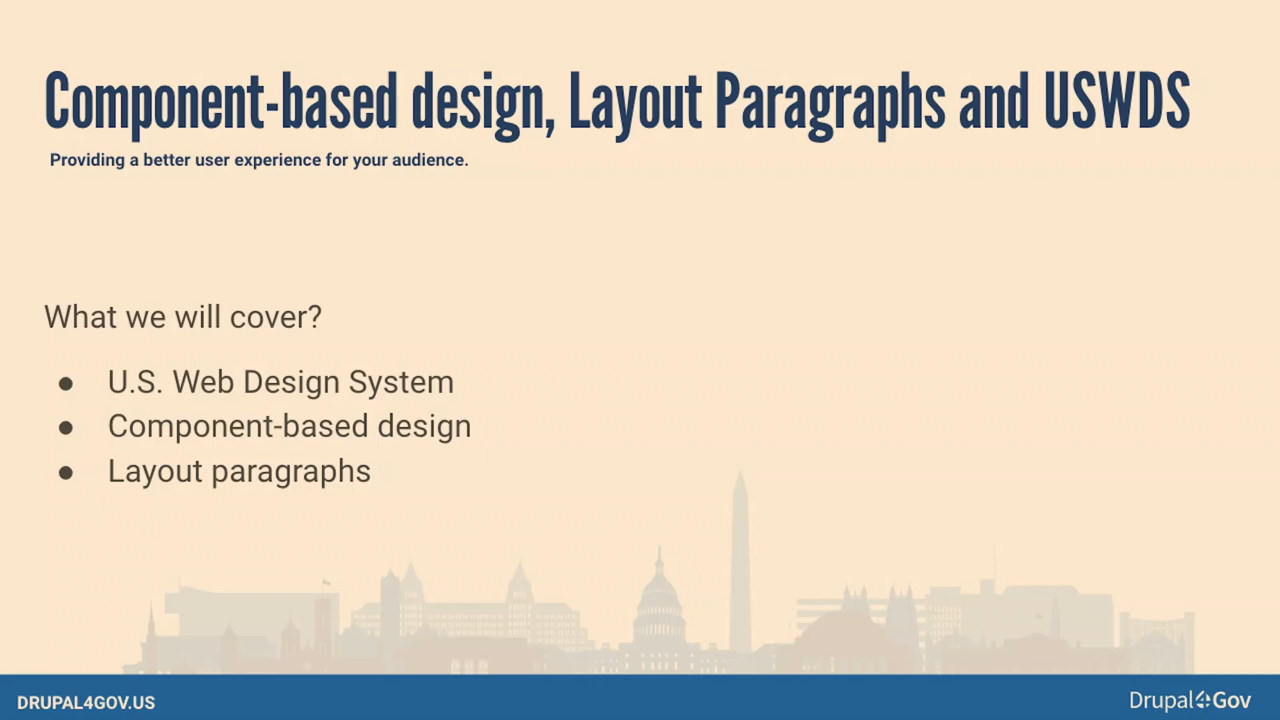 Component-based design, Layout Paragraphs and USWDS
Providing a better user experience for your audience.
What we will cover?
● U.S. Web Design System
● Component-based design
● Layout paragraphs
DRUPAL4GOV.US
Drupal4Gov